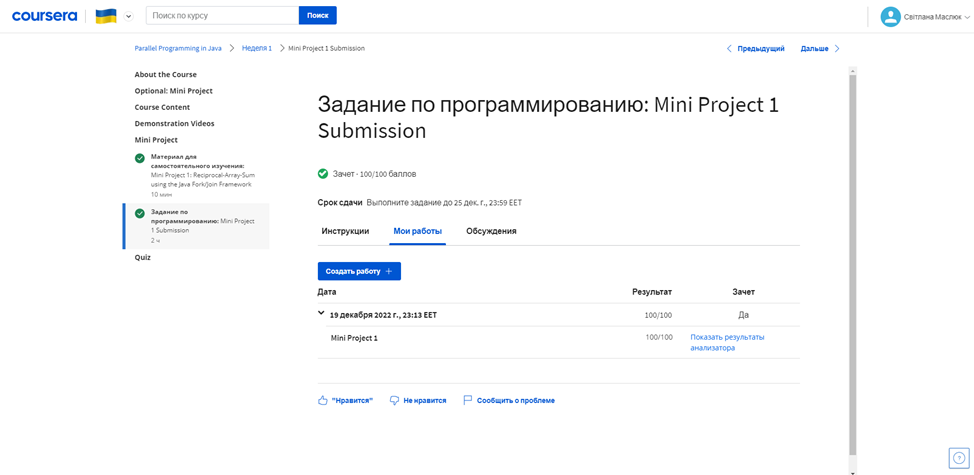 coursera
Поиск по курсу
Поиск
Світлана Маслюк
Parallel Programming in Java
Неделя 1
Mini Project 1 Submission
Предыдущий
Дальше
About the Course
Optional: Mini Project
Course Content
Demonstration Videos
Mini Project
Материал для
самостоятельного изучения:
Mini Project 1: Reciprocal-Array-Sum
using the Java Fork/Join Framework
10 мин
Задание по
программированию: Mini Project
1 Submission
2 ч
Quiz
Задание по программированию: Mini Project 1
Submission
Зачет · 100/100 баллов
Срок сдачи Выполните задание до 25 дек. г., 23:59 EET
Инструкции
Мои работы
Обсуждения
Создать работу +
Дата Результат Зачет
19 декабря 2022 г., 23:13 EET 100/100 Да
Mini Project 1 100/100 Показать результаты
анализатора
"Нравится"
Не нравится
Сообщить о проблеме